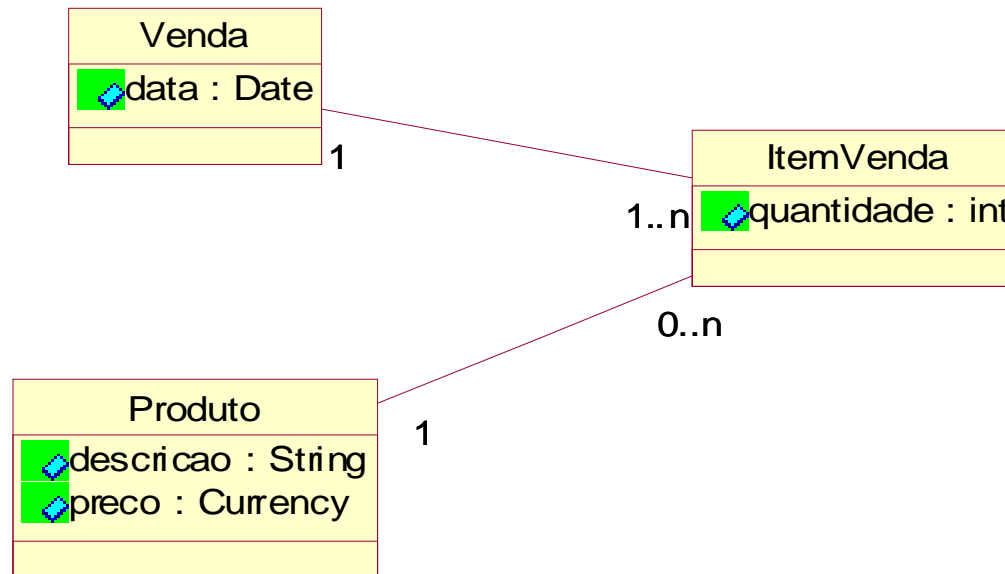 Venda
data : Date
1
ItemVenda
1..n
quantidade : int
0..n
Produto
1
descricao : String
preco : Currency